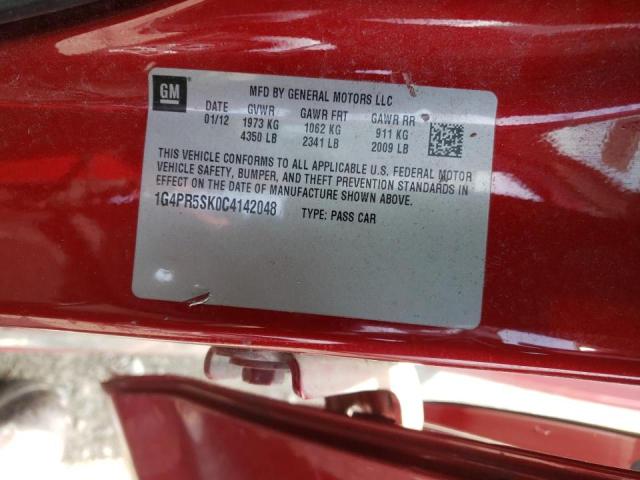 GM
MFD BY GENERAL MOTORS LLC
DATE GVWR GAWR FRT GAWR RR
01/12 1973 KG 1062 KG 911 KG
4350 LB 2341 LB 2009 LB
THIS VEHICLE CONFORMS TO ALL APPLICABLE U.S. FEDERAL MOTOR
VEHICLE SAFETY, BUMPER, AND THEFT PREVENTION STANDARDS IN
EFFECT ON THE DATE OF MANUFACTURE SHOWN ABOVE.
1G4PR5SK0C4142048 TYPE: PASS CAR